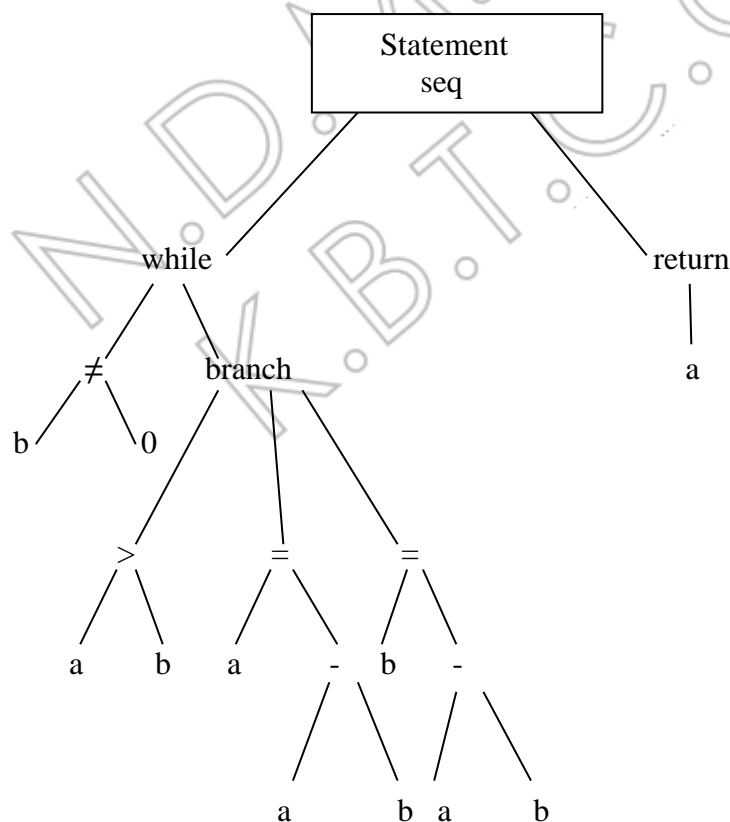 Statement
seq
while return
≠ branch a
b 0
> = =
a b a - b -
a b a b
N.D.
K.B.T.C.